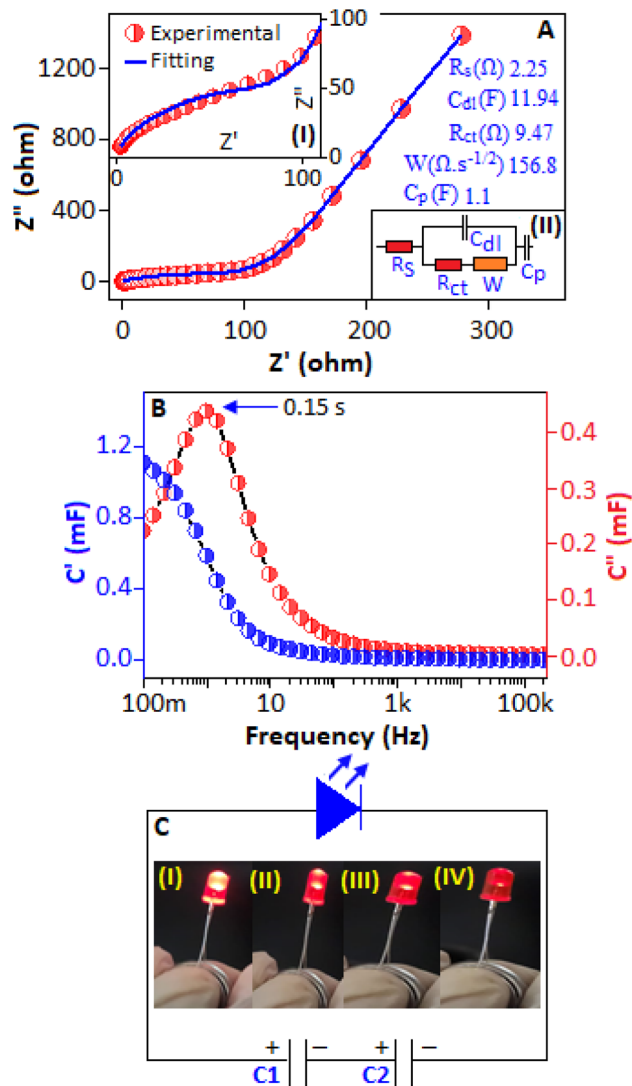 A
Experimental
Fitting
100
50
0
Z''
Z'
(I)
0
100
Rs(Ω) 2.25
Cdl(F) 11.94
Rct(Ω) 9.47
W(Ω.s-1/2) 156.8
Cp(F) 1.1
(II)
Cdl
Rs
Rct
W
Cp
1200
800
400
0
Z'' (ohm)
0
100
200
300
Z' (ohm)
B
0.15 s
1.2
0.8
0.4
0.0
C' (mF)
0.4
0.3
0.2
0.1
0.0
C'' (mF)
100m
10
1k
100k
Frequency (Hz)
C
(I)
(II)
(III)
(IV)
+ − + −
C1 C2